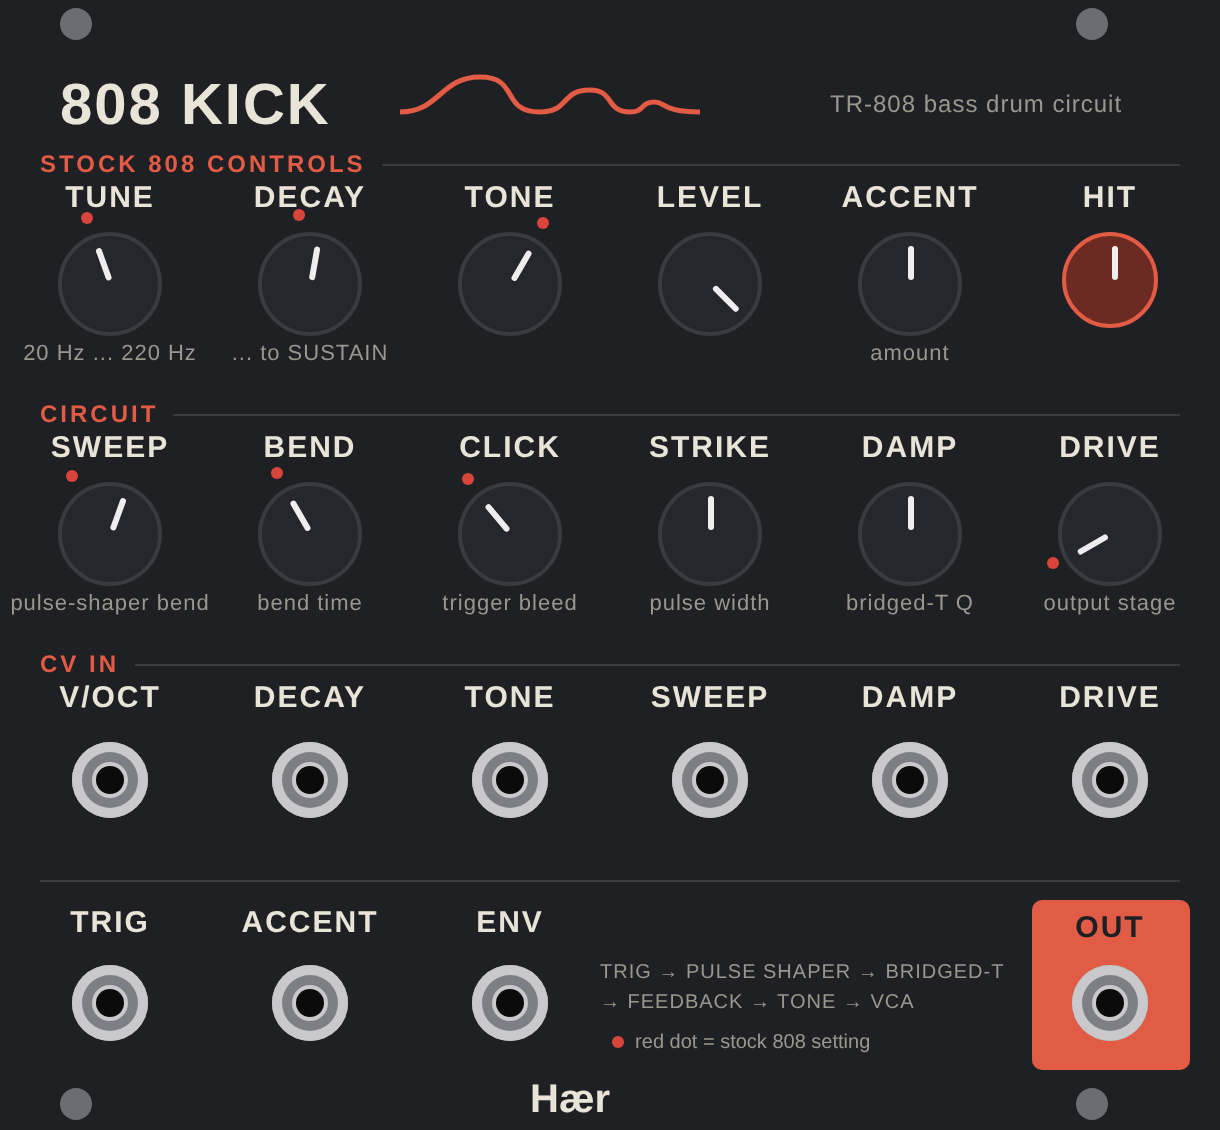 808 KICK
TR-808 bass drum circuit
STOCK 808 CONTROLS
TUNE DECAY TONE LEVEL ACCENT HIT
20 Hz ... 220 Hz ... to SUSTAIN amount
CIRCUIT
SWEEP BEND CLICK STRIKE DAMP DRIVE
pulse-shaper bend bend time trigger bleed pulse width bridged-T Q output stage
CV IN
V/OCT DECAY TONE SWEEP DAMP DRIVE
TRIG ACCENT ENV OUT
TRIG → PULSE SHAPER → BRIDGED-T
→ FEEDBACK → TONE → VCA
red dot = stock 808 setting
Hær